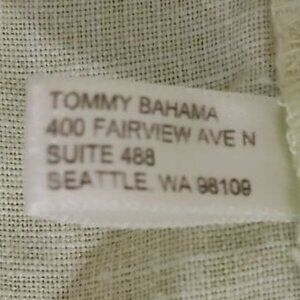 TOMMY BAHAMA
400 FAIRVIEW AVE N
SUITE 488
SEATTLE, WA 98109